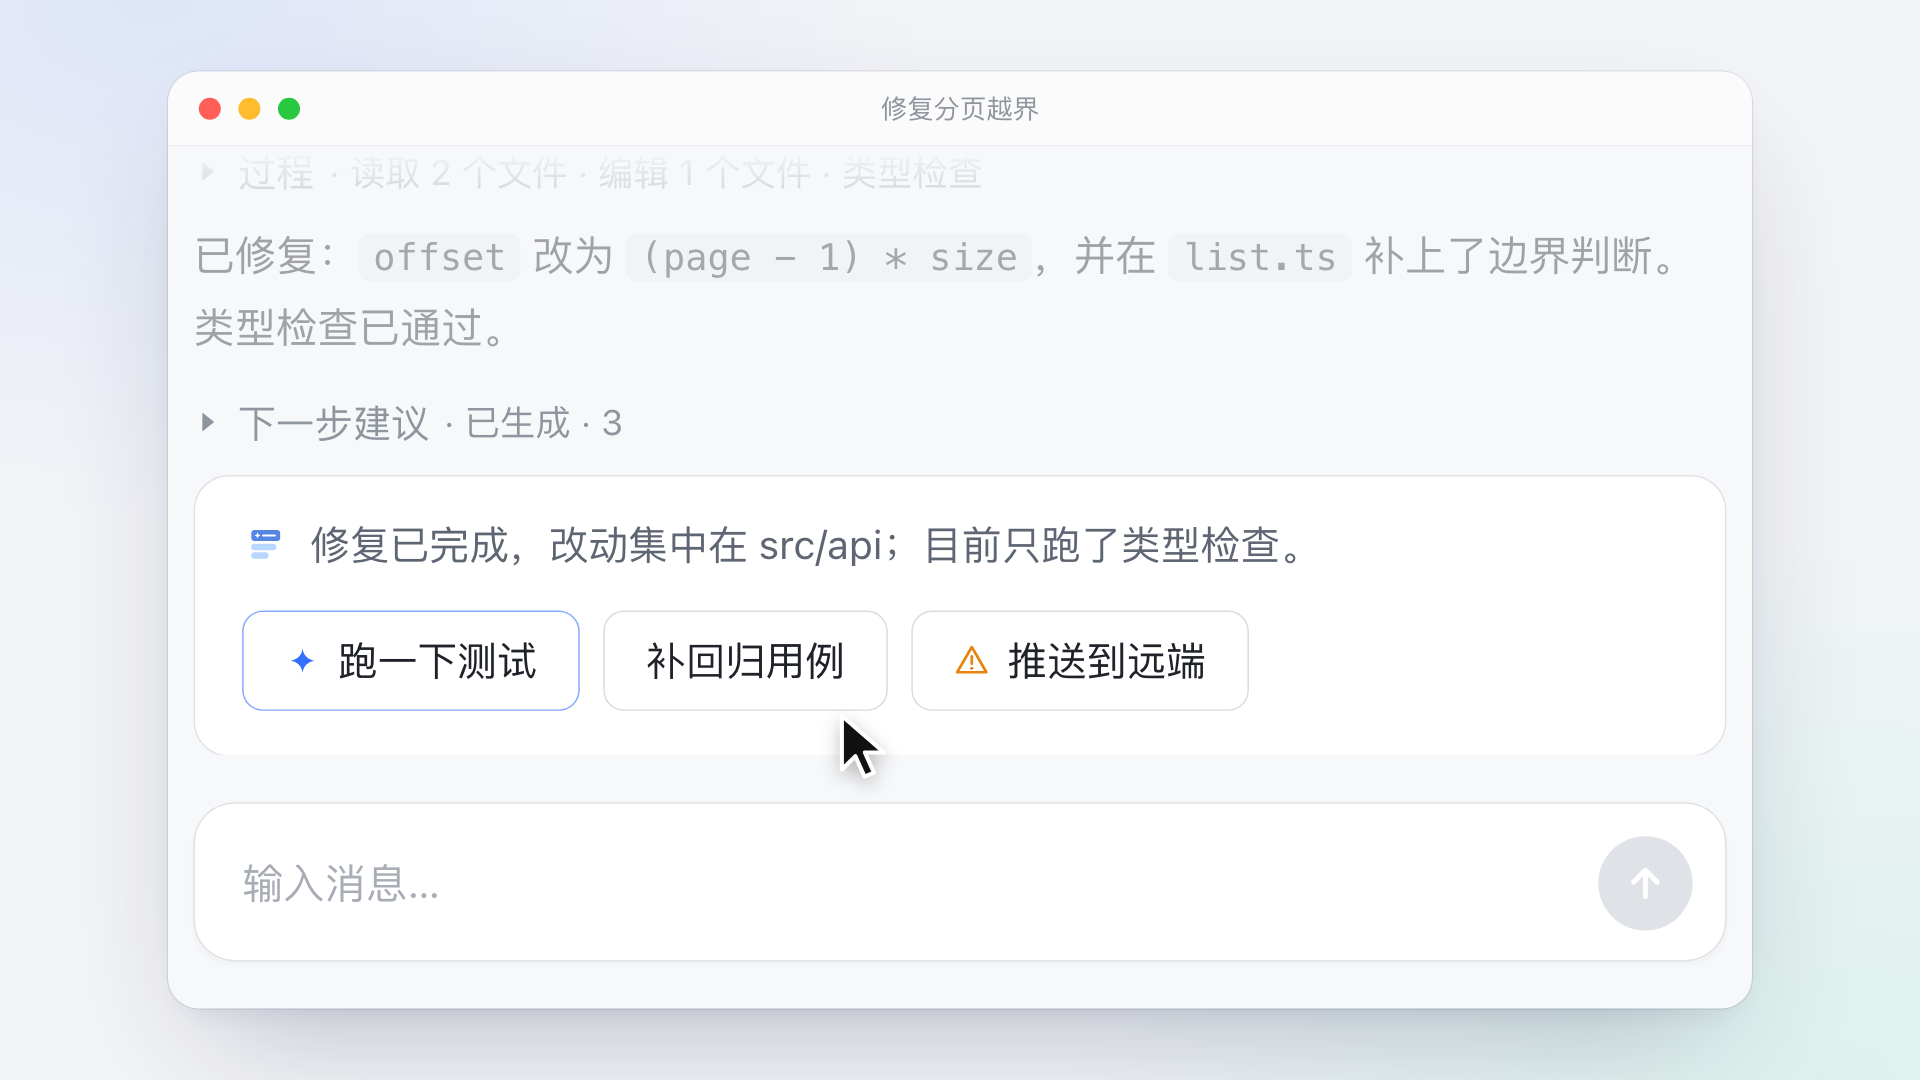 修复分页越界
过程 · 读取 2 个文件 · 编辑 1 个文件 · 类型检查
已修复：offset 改为 (page − 1) * size，并在 list.ts 补上了边界判断。
类型检查已通过。
下一步建议 · 已生成 · 3
修复已完成，改动集中在 src/api；目前只跑了类型检查。
跑一下测试 补回归用例 推送到远端
输入消息...